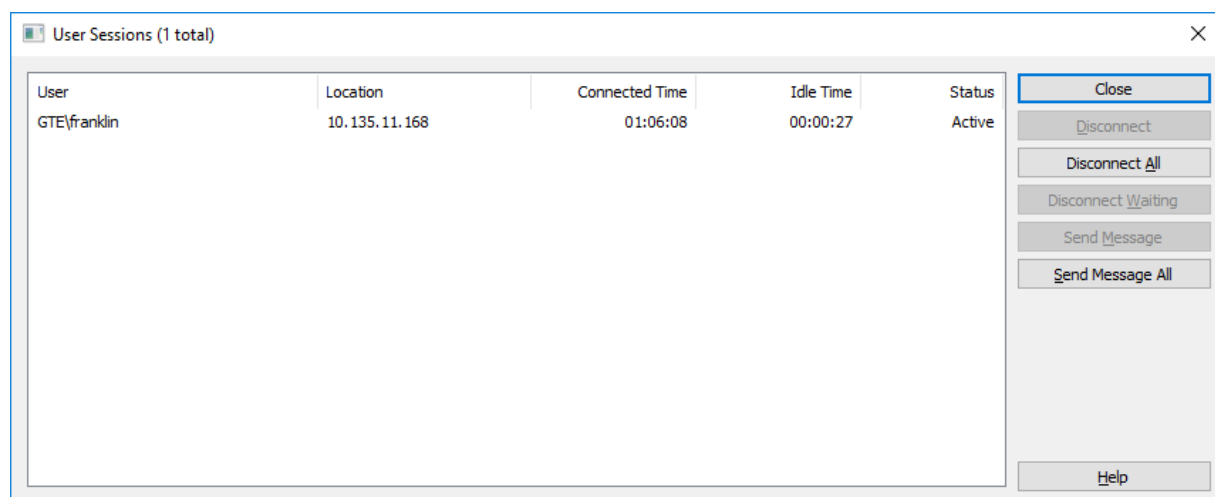 User Sessions (1 total)
User Location Connected Time Idle Time Status
GTE\franklin 10.135.11.168 01:06:08 00:00:27 Active
Close
Disconnect
Disconnect All
Disconnect Waiting
Send Message
Send Message All
Help